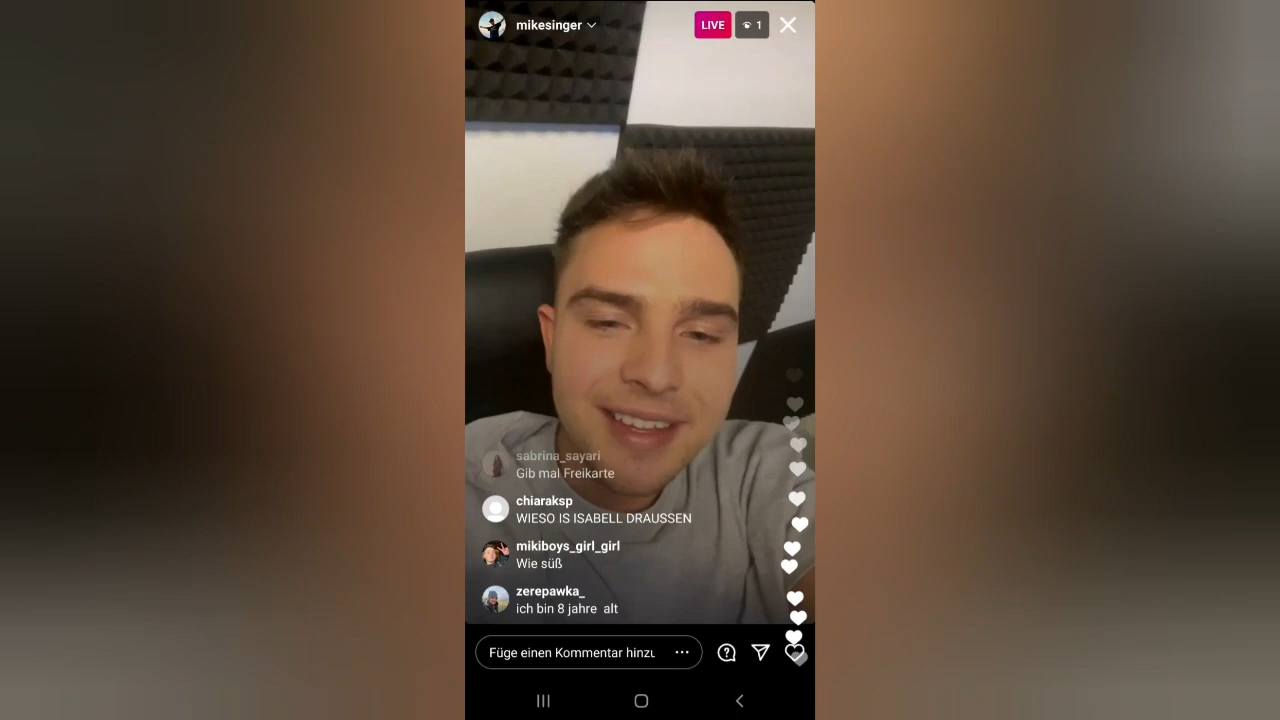 mikesinger
LIVE
1
sabrina_sayari
Gib mal Freikarte
chiaraksp
WIESO IS ISABELL DRAUSSEN
mikiboys_girl_girl
Wie süß
zerepawka_
ich bin 8 jahre alt
Füge einen Kommentar hinzu